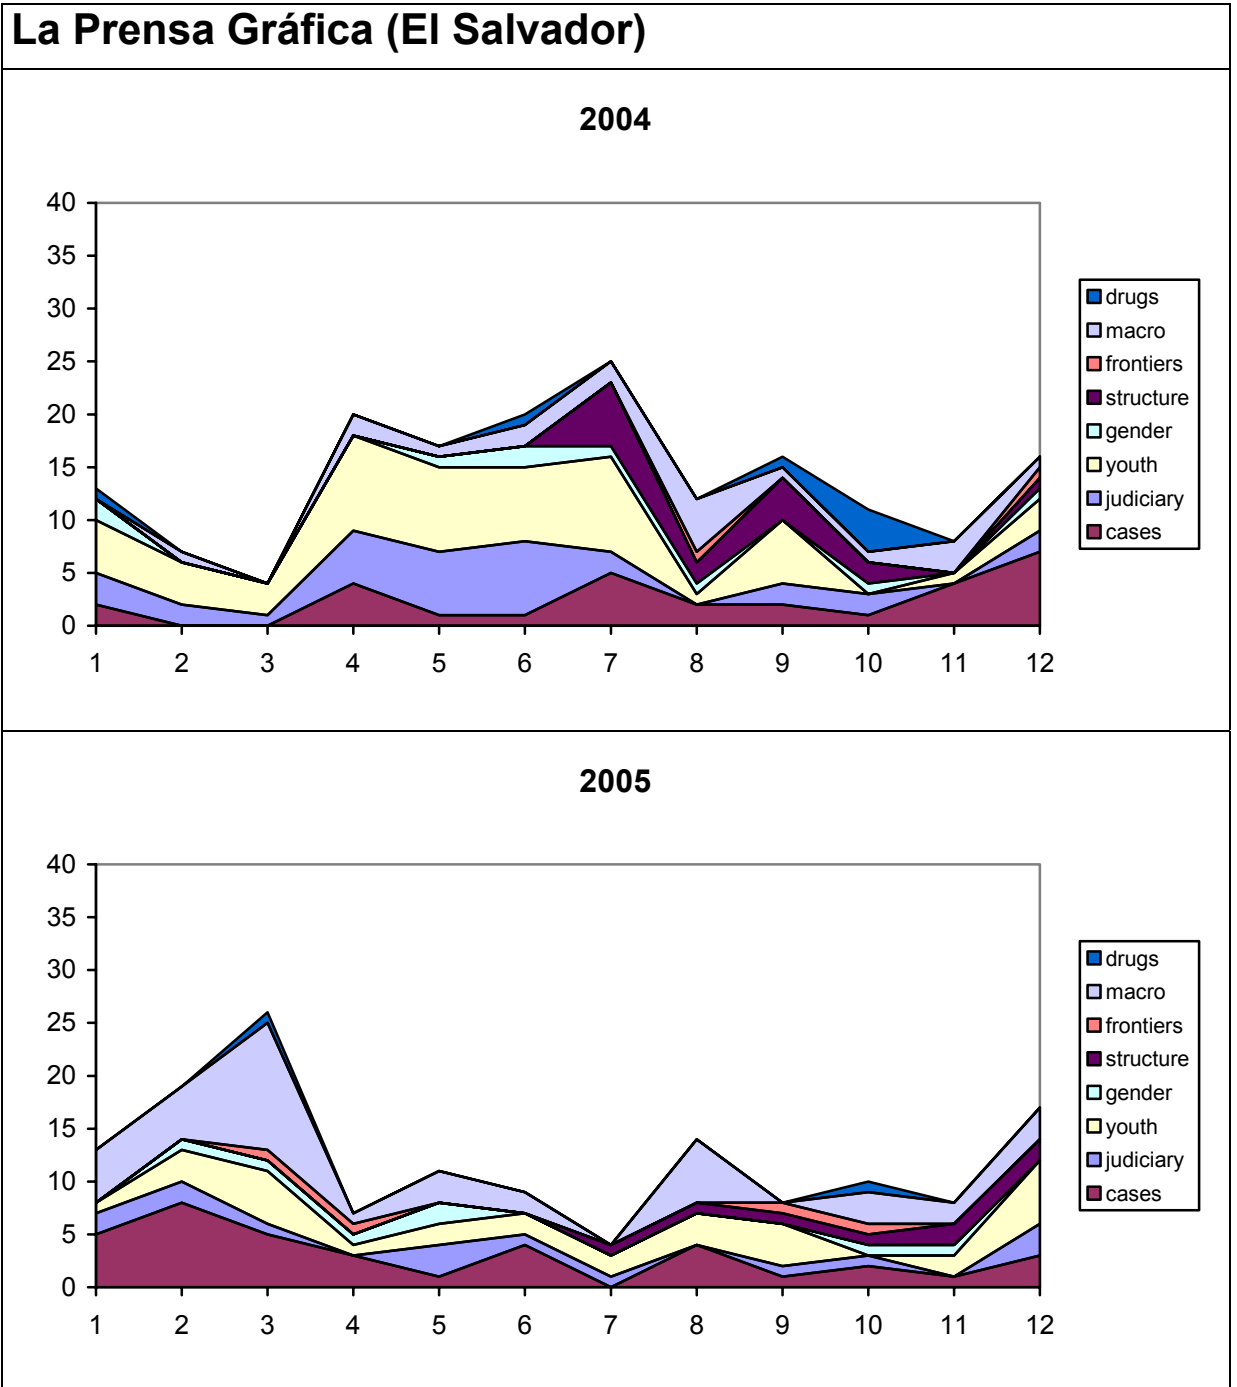 La Prensa Gráfica (El Salvador)
2004
40
35
30
25
20
15
10
5
0
1 2 3 4 5 6 7 8 9 10 11 12
drugs
macro
frontiers
structure
gender
youth
judiciary
cases
2005
40
35
30
25
20
15
10
5
0
1 2 3 4 5 6 7 8 9 10 11 12
drugs
macro
frontiers
structure
gender
youth
judiciary
cases